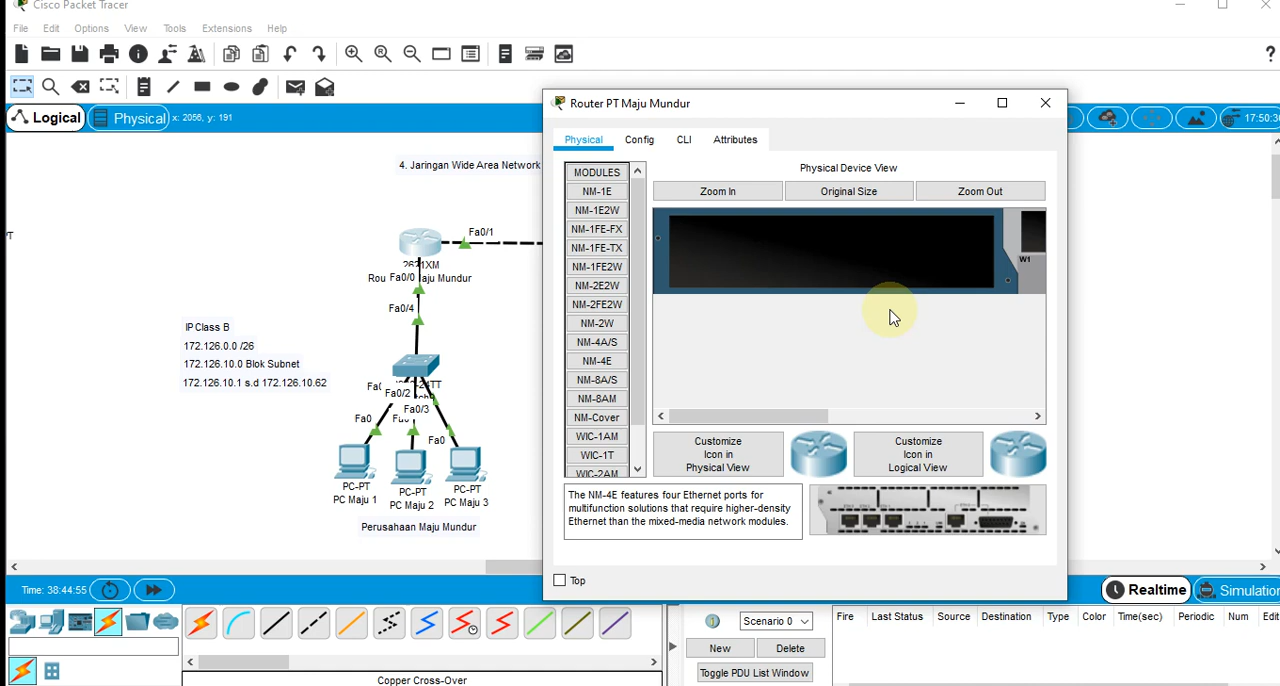 Cisco Packet Tracer
File Edit Options View Tools Extensions Help
Logical
Physical
x: 2056, y: 191
17:50:3
4. Jaringan Wide Area Network
Fa0/1
2621XM
Fa0/0
Maju Mundur
Fa0/4
IP Class B
172.126.0.0 /26
172.126.10.0 Blok Subnet
172.126.10.1 s.d 172.126.10.62
Fa0/2
Fa0/3
Fa0
Fa0
PC-PT
PC Maju 1
PC-PT
PC Maju 2
PC-PT
PC Maju 3
Perusahaan Maju Mundur
Router PT Maju Mundur
Physical Config CLI Attributes
MODULES
NM-1E
NM-1E2W
NM-1FE-FX
NM-1FE-TX
NM-1FE2W
NM-2E2W
NM-2FE2W
NM-2W
NM-4A/S
NM-4E
NM-8A/S
NM-8AM
NM-Cover
WIC-1AM
WIC-1T
WIC-2AM
Physical Device View
Zoom In Original Size Zoom Out
W1
Customize
Icon in
Physical View
Customize
Icon in
Logical View
The NM-4E features four Ethernet ports for
multifunction solutions that require higher-density
Ethernet than the mixed-media network modules.
Top
Time: 38:44:55
Realtime
Simulation
Scenario 0
New Delete
Toggle PDU List Window
Fire Last Status Source Destination Type Color Time(sec) Periodic Num Edit
Copper Cross-Over